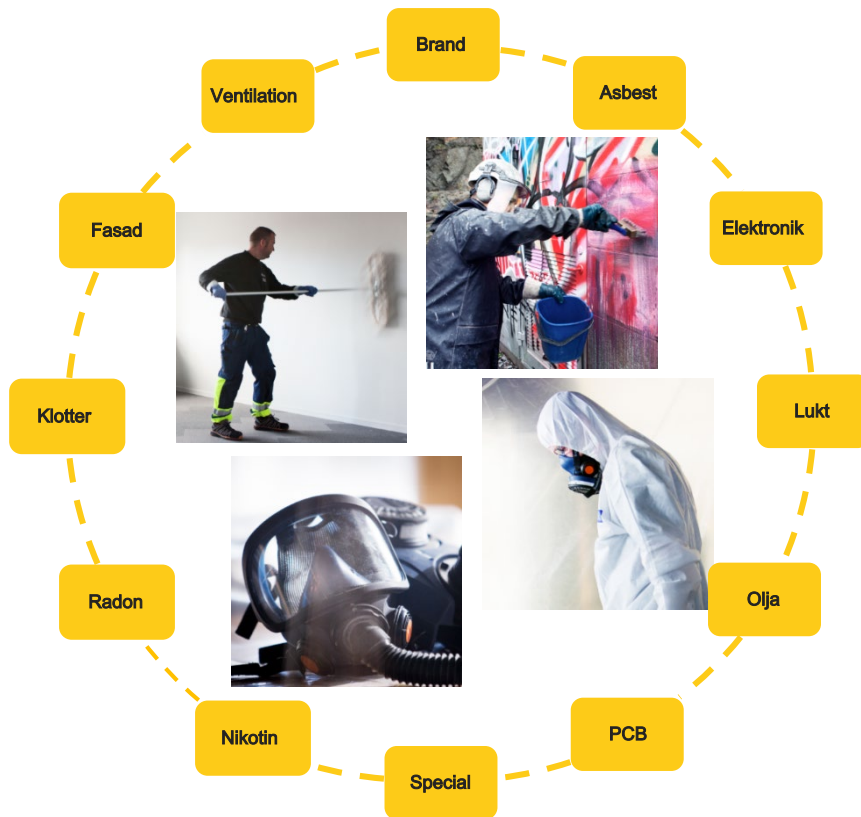 Brand
Asbest
Elektronik
Lukt
Olja
PCB
Special
Nikotin
Radon
Klotter
Fasad
Ventilation